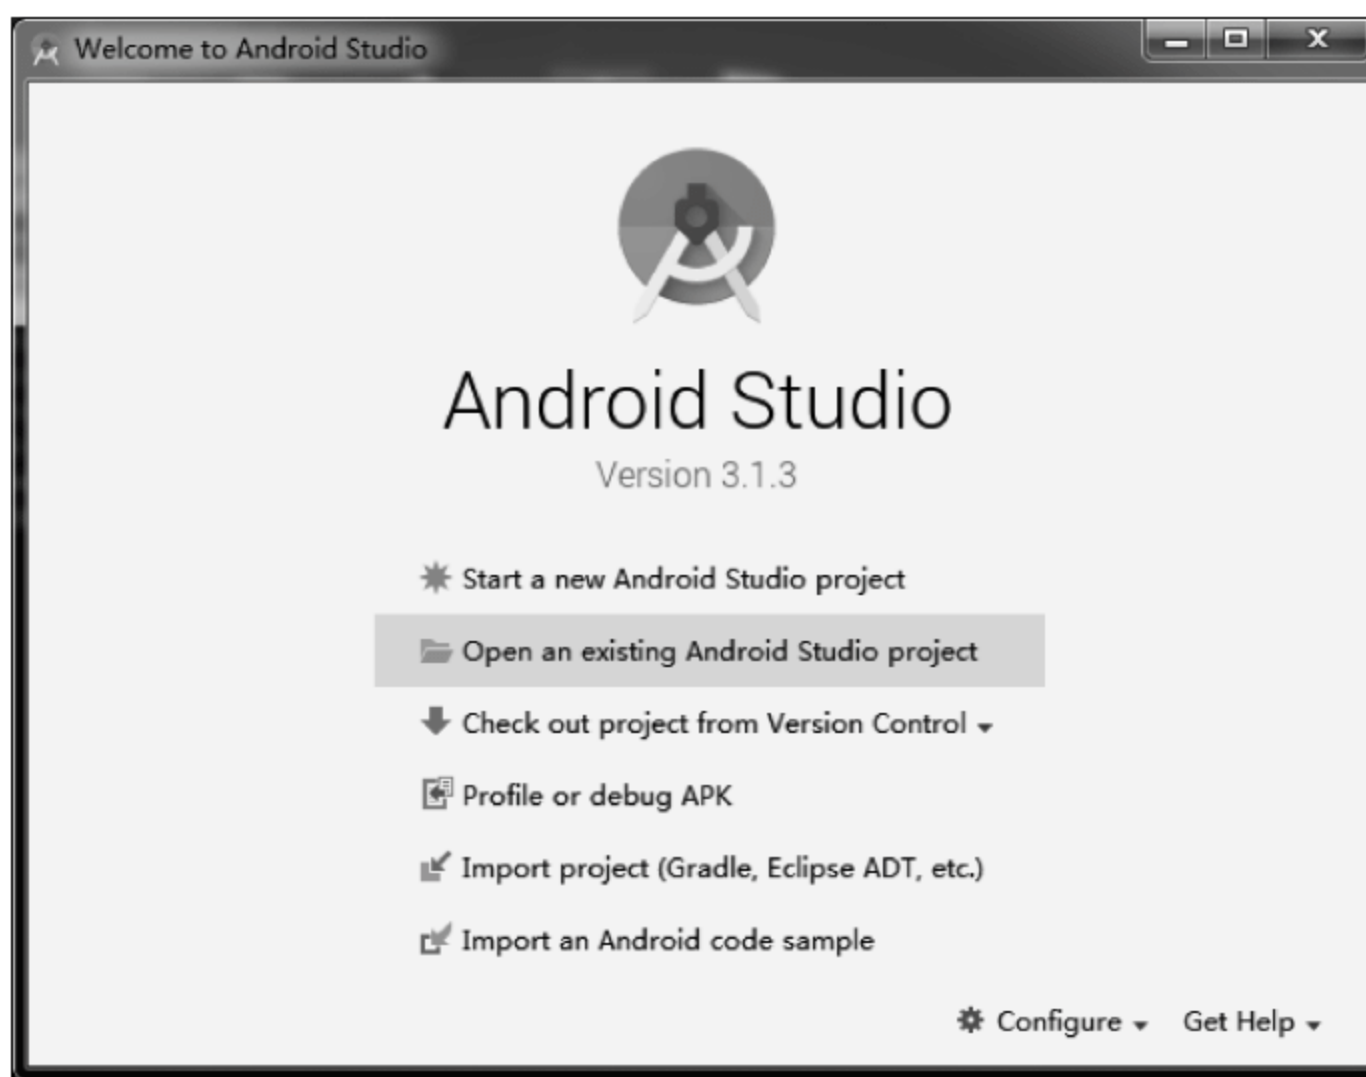 Welcome to Android Studio
Android Studio
Version 3.1.3
Start a new Android Studio project
Open an existing Android Studio project
Check out project from Version Control
Profile or debug APK
Import project (Gradle, Eclipse ADT, etc.)
Import an Android code sample
Configure Get Help